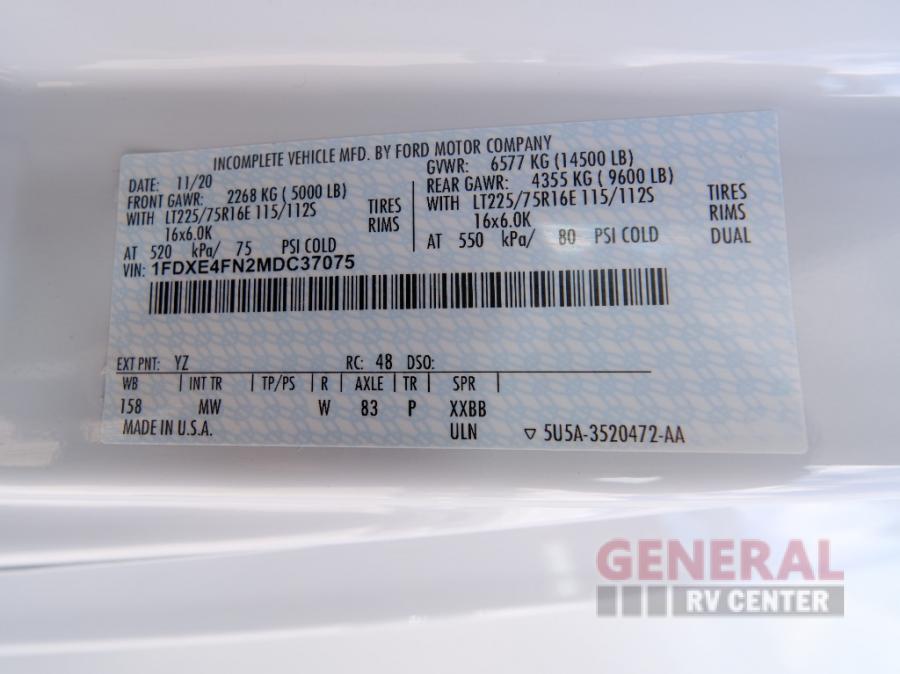 INCOMPLETE VEHICLE MFD. BY FORD MOTOR COMPANY
DATE: 11/20 GVWR: 6577 KG (14500 LB)
FRONT GAWR: 2268 KG ( 5000 LB) REAR GAWR: 4355 KG ( 9600 LB)
WITH LT225/75R16E 115/112S TIRES WITH LT225/75R16E 115/112S TIRES
16x6.0K RIMS 16x6.0K RIMS
AT 520 kPa/ 75 PSI COLD AT 550 kPa/ 80 PSI COLD DUAL
VIN: 1FDXE4FN2MDC37075
EXT PNT: YZ RC: 48 DSO:
WB INT TR TP/PS R AXLE TR SPR
158 MW W 83 P XXBB
MADE IN U.S.A. ULN ▽ 5U5A-3520472-AA
GENERAL
RV CENTER